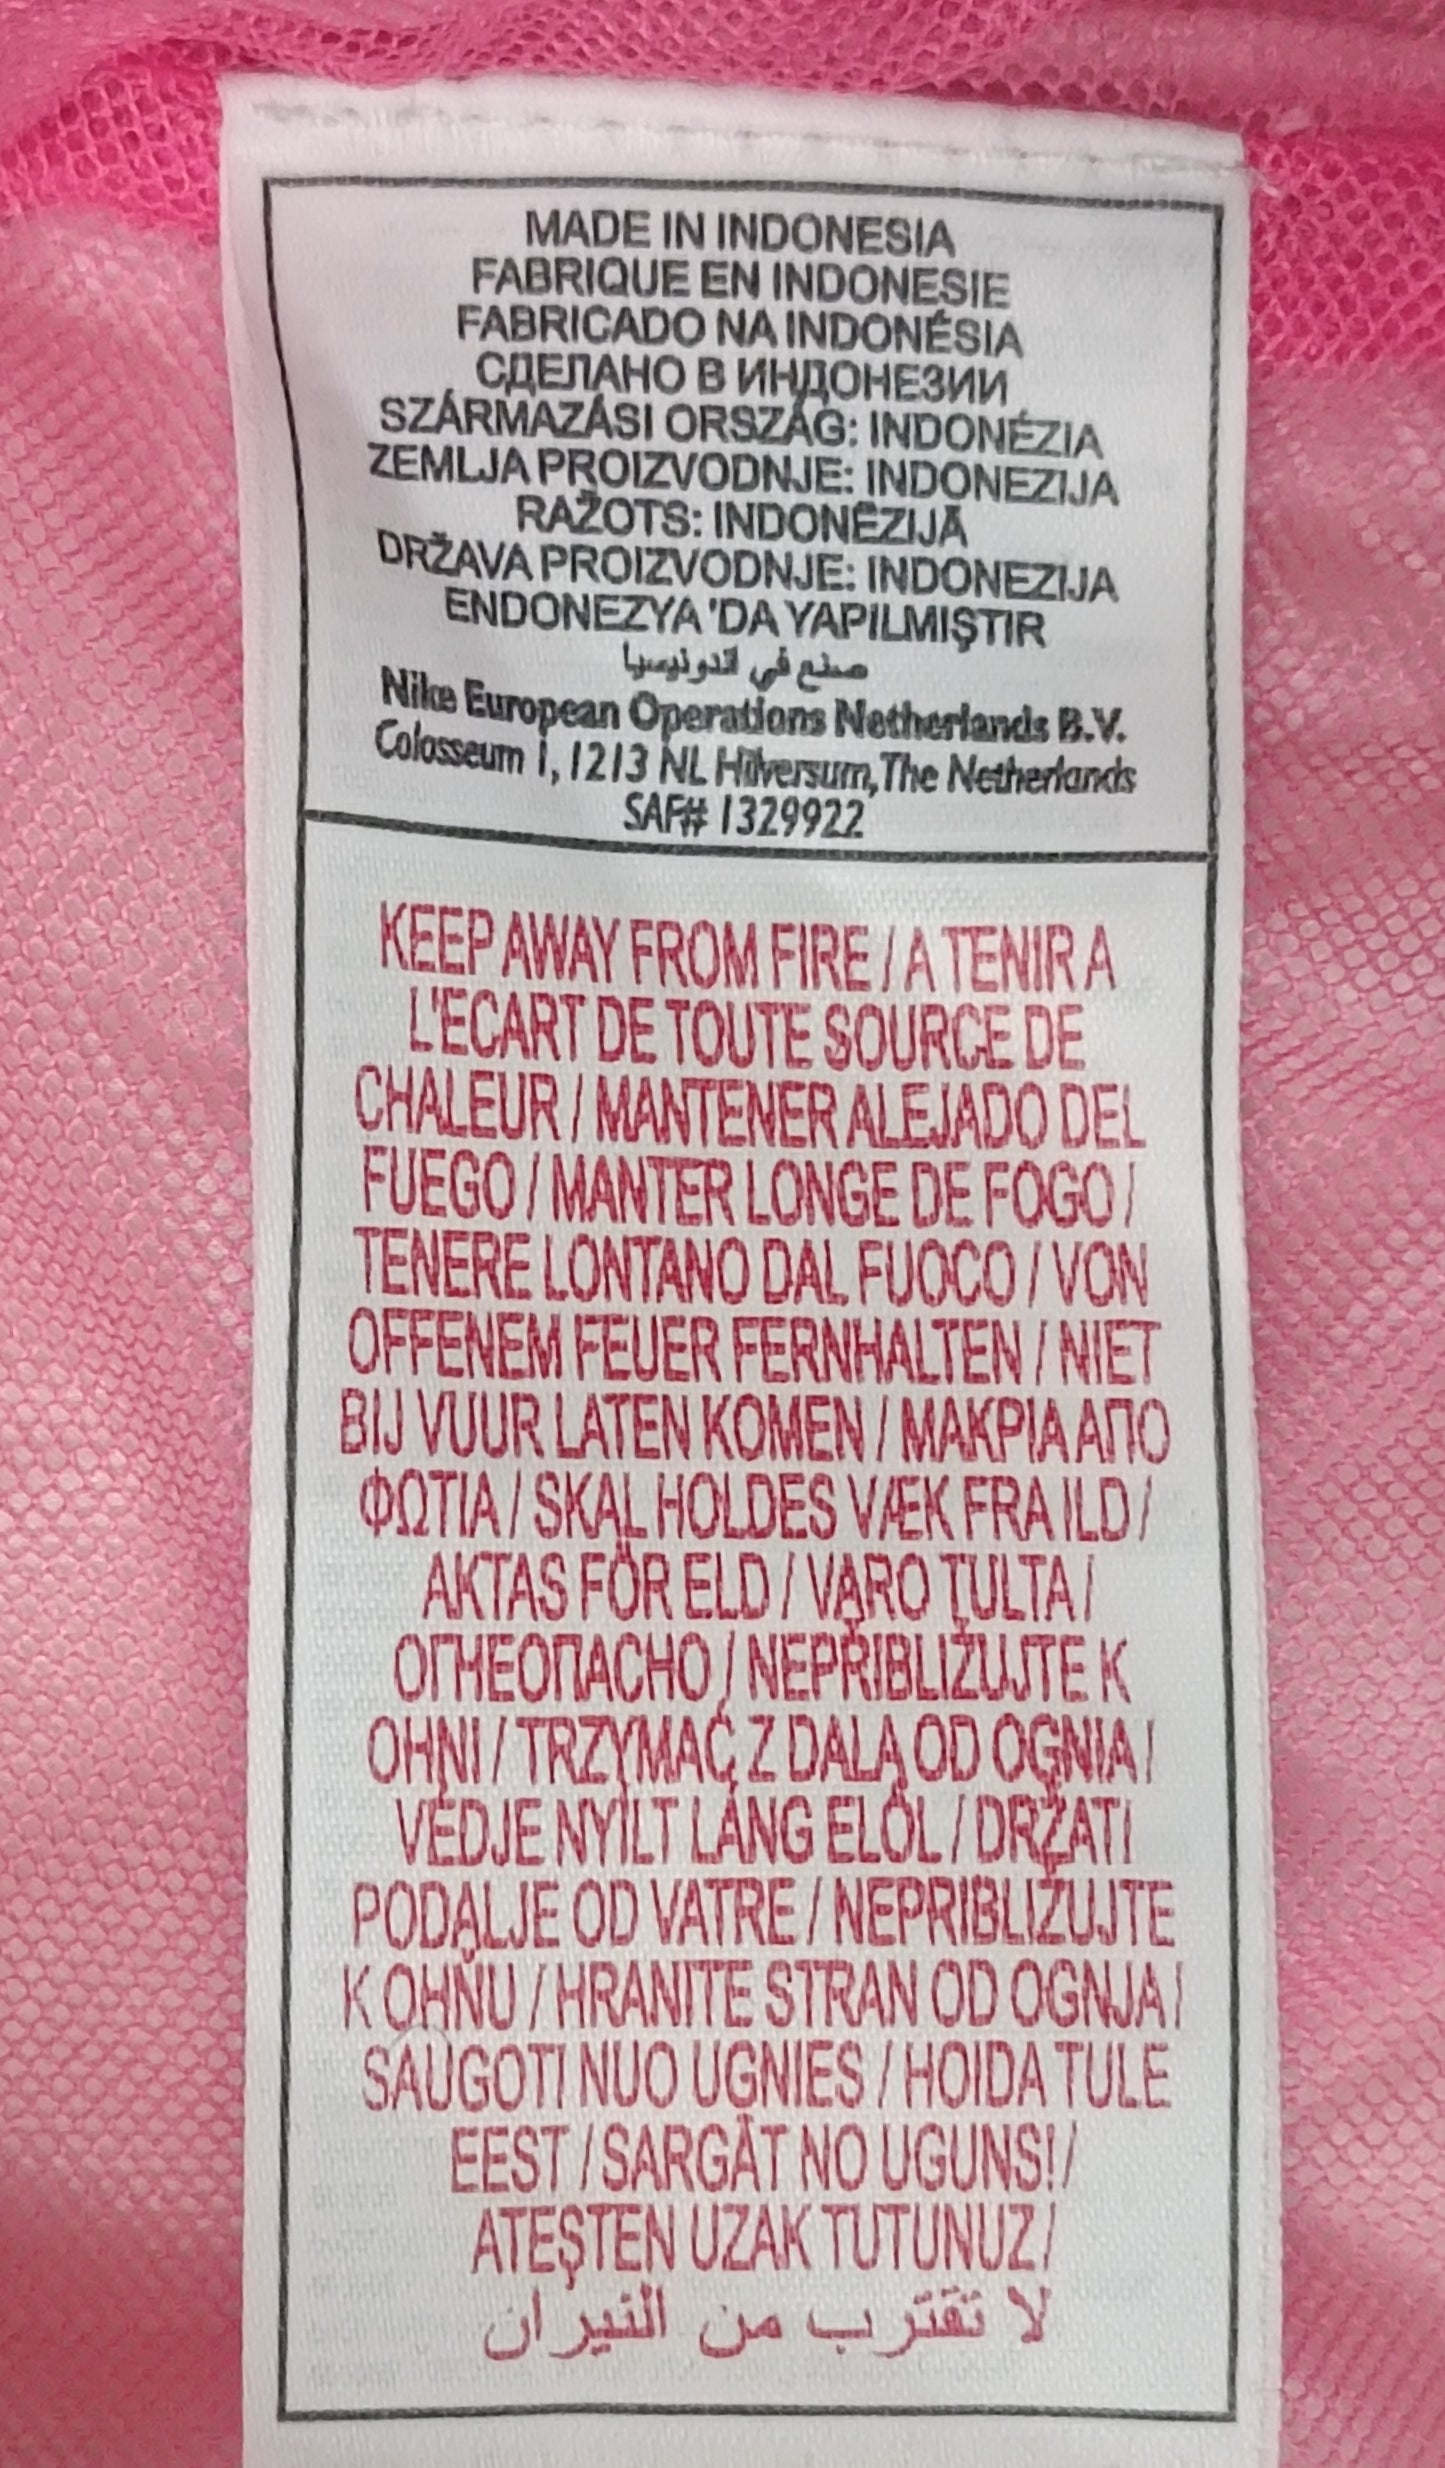 MADE IN INDONESIA
FABRIQUE EN INDONESIE
FABRICADO NA INDONÉSIA
СДЕЛАНО В ИНДОНЕЗИИ
SZÁRMAZÁSI ORSZÁG: INDONÉZIA
ZEMLJA PROIZVODNJE: INDONEZIJA
RAŽOTS: INDONĒZIJĀ
DRŽAVA PROIZVODNJE: INDONEZIJA
ENDONEZYA 'DA YAPILMIŞTIR
صنع في اندونيسيا
Nike European Operations Netherlands B.V.
Colosseum 1, 1213 NL Hilversum, The Netherlands
SAF# 1329922
KEEP AWAY FROM FIRE / A TENIR A
L'ECART DE TOUTE SOURCE DE
CHALEUR / MANTENER ALEJADO DEL
FUEGO / MANTER LONGE DE FOGO /
TENERE LONTANO DAL FUOCO / VON
OFFENEM FEUER FERNHALTEN / NIET
BIJ VUUR LATEN KOMEN / ΜΑΚΡΙΑ ΑΠΟ
ΦΩΤΙΑ / SKAL HOLDES VÆK FRA ILD /
AKTAS FÖR ELD / VARO TULTA /
ОГНЕОПАСНО / NEPŘIBLIŽUJTE K
OHNI / TRZYMAĆ Z DALA OD OGNIA /
VÉDJE NYÍLT LÁNG ELŐL / DRŽATI
PODALJE OD VATRE / NEPRIBLIŽUJTE
K OHŇU / HRANITE STRAN OD OGNJA /
SAUGOTI NUO UGNIES / HOIDA TULE
EEST / SARGĀT NO UGUNS! /
ATEŞTEN UZAK TUTUNUZ /
لا تقترب من النيران